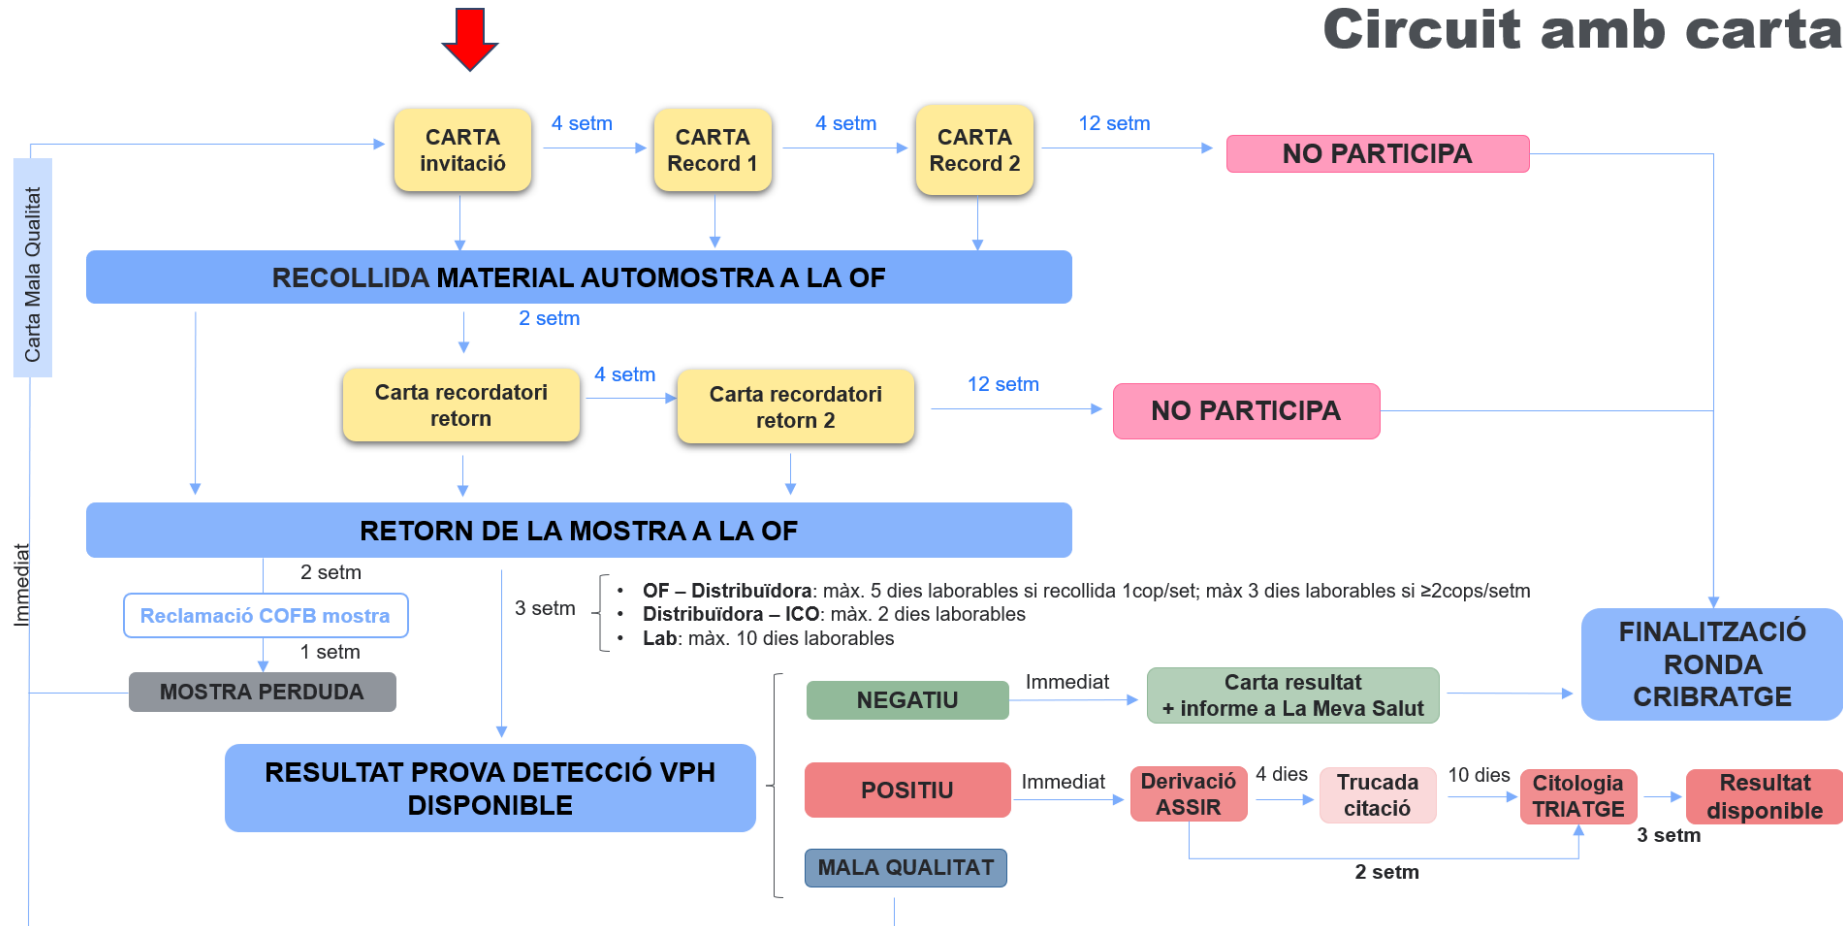 Circuit amb carta
CARTA
invitació
4 setm
CARTA
Record 1
4 setm
CARTA
Record 2
12 setm
NO PARTICIPA
Carta Mala Qualitat
RECOLLIDA MATERIAL AUTOMOSTRA A LA OF
2 setm
Carta recordatori
retorn
4 setm
Carta recordatori
retorn 2
12 setm
NO PARTICIPA
RETORN DE LA MOSTRA A LA OF
Immediat
2 setm
Reclamació COFB mostra
1 setm
MOSTRA PERDUDA
3 setm
• OF – Distribuïdora: màx. 5 dies laborables si recollida 1cop/set; màx 3 dies laborables si ≥2cops/setm
• Distribuïdora – ICO: màx. 2 dies laborables
• Lab: màx. 10 dies laborables
FINALITZACIÓ
RONDA
CRIBRATGE
RESULTAT PROVA DETECCIÓ VPH
DISPONIBLE
NEGATIU
Immediat
Carta resultat
+ informe a La Meva Salut
POSITIU
Immediat
Derivació
ASSIR
4 dies
Trucada
citació
10 dies
Citologia
TRIATGE
3 setm
Resultat
disponible
2 setm
MALA QUALITAT